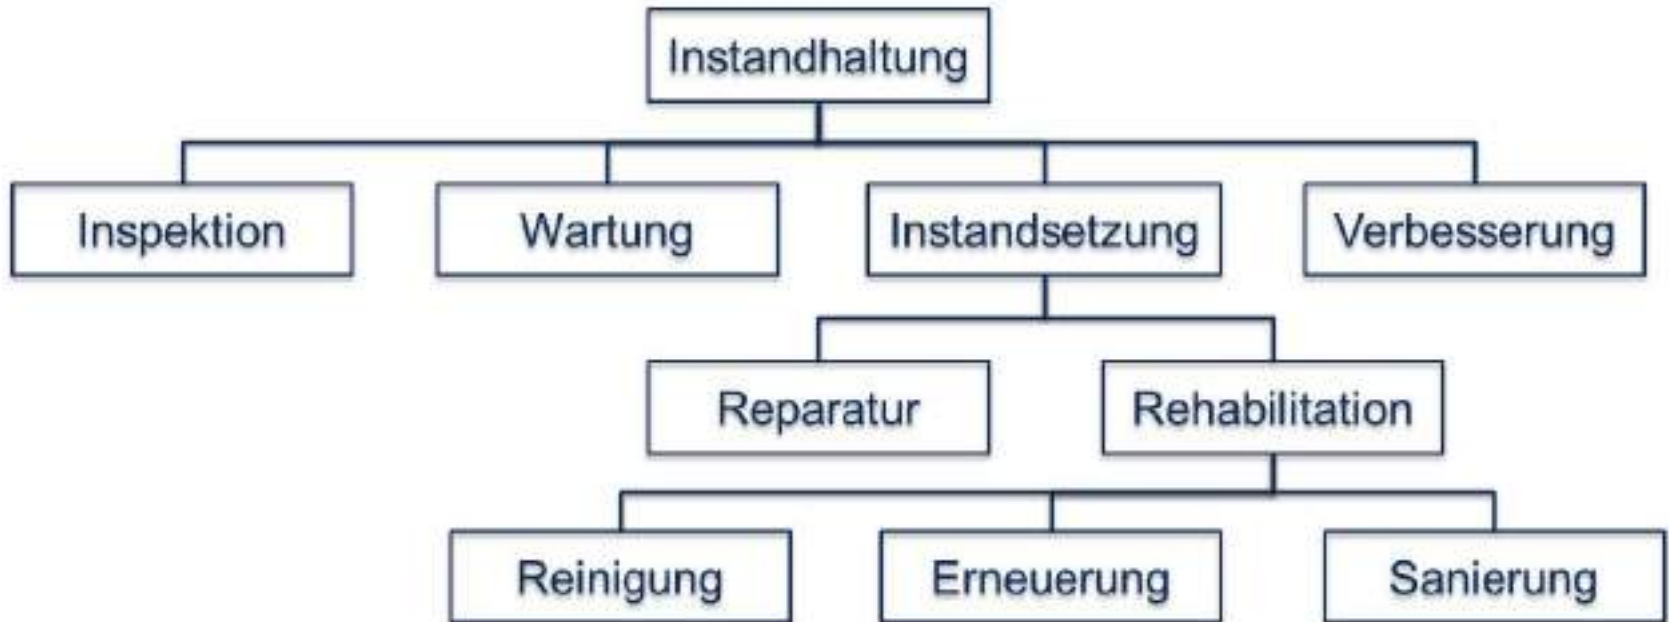 Instandhaltung
Inspektion
Wartung
Instandsetzung
Verbesserung
Reparatur
Rehabilitation
Reinigung
Erneuerung
Sanierung